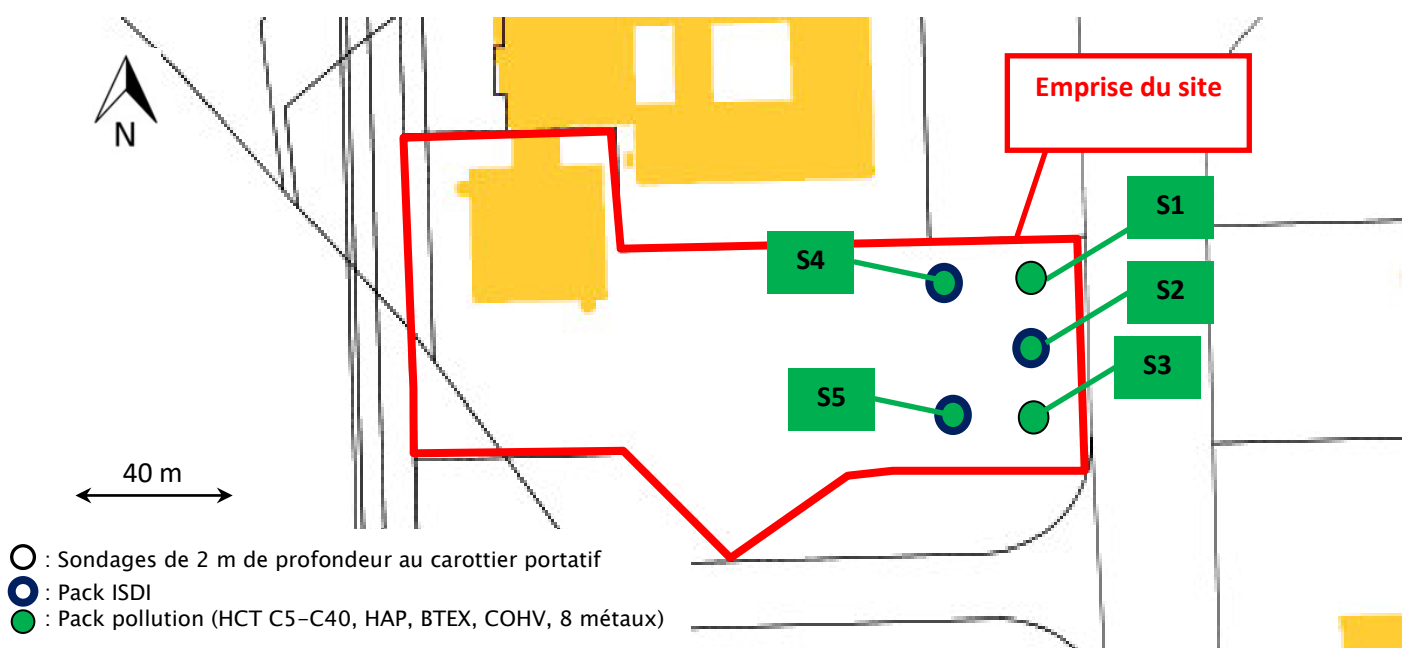 N
Emprise du site
S1
S4
S2
S3
S5
40 m
: Sondages de 2 m de profondeur au carottier portatif
: Pack ISDI
: Pack pollution (HCT C5-C40, HAP, BTEX, COHV, 8 métaux)